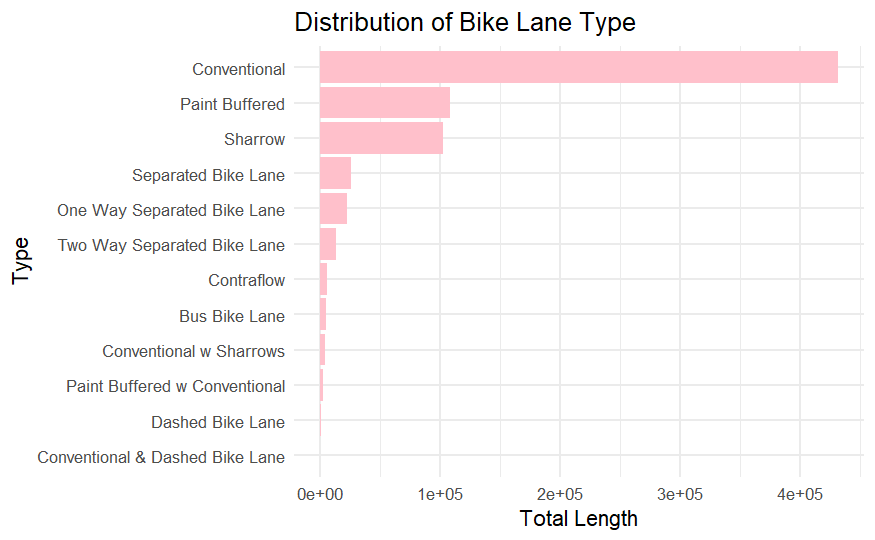 Distribution of Bike Lane Type
Conventional
Paint Buffered
Sharrow
Separated Bike Lane
One Way Separated Bike Lane
Two Way Separated Bike Lane
Contraflow
Bus Bike Lane
Conventional w Sharrows
Paint Buffered w Conventional
Dashed Bike Lane
Conventional & Dashed Bike Lane
Type
0e+00 1e+05 2e+05 3e+05 4e+05
Total Length